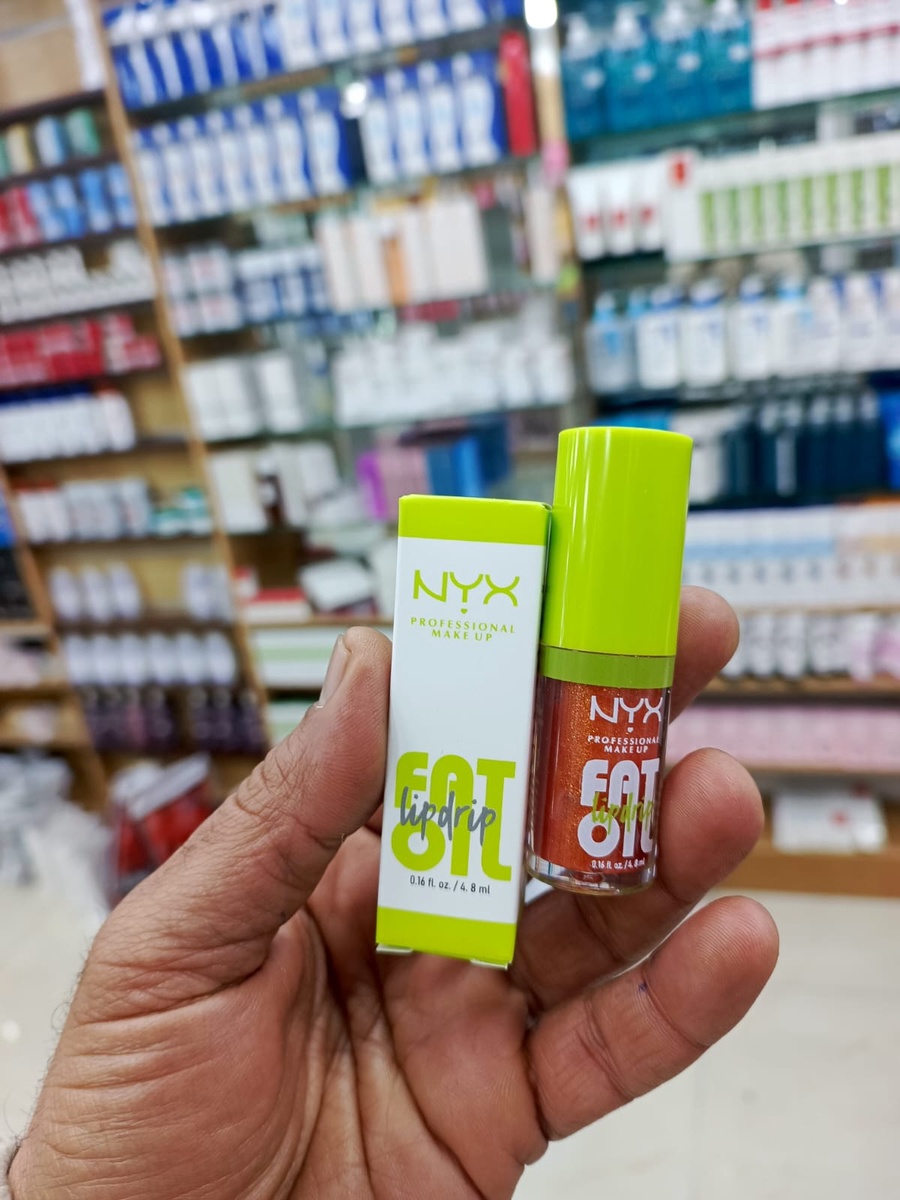 NYX
PROFESSIONAL
MAKE UP
FAT
lipdrip
OIL
0.16 fl. oz. / 4. 8 ml
NYX
PROFESSIONAL
MAKE UP
FAT
lipdrip
OIL
0.16 fl. oz. / 4. 8 ml